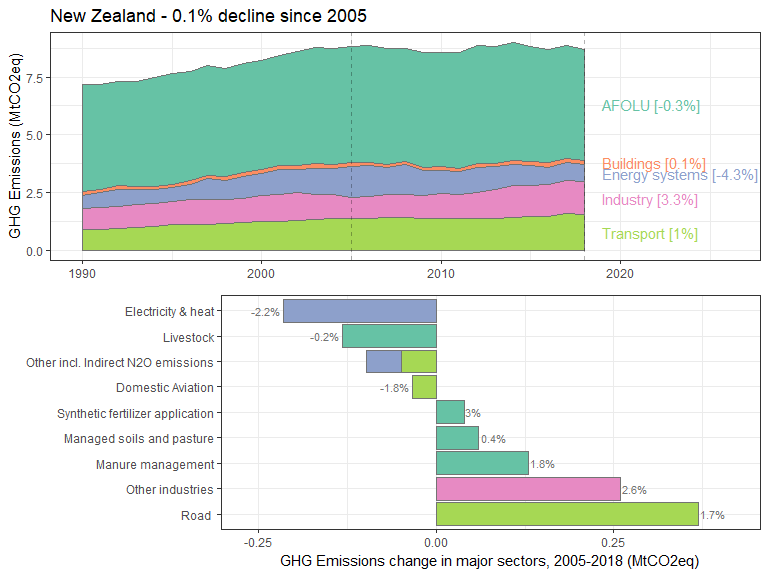 New Zealand - 0.1% decline since 2005
GHG Emissions (MtCO2eq)
7.5
5.0
2.5
0.0
AFOLU [-0.3%]
Buildings [0.1%]
Energy systems [-4.3%]
Industry [3.3%]
Transport [1%]
1990
2000
2010
2020
Electricity & heat
-2.2%
Livestock
-0.2%
Other incl. Indirect N2O emissions
Domestic Aviation
-1.8%
Synthetic fertilizer application
3%
Managed soils and pasture
0.4%
Manure management
1.8%
Other industries
2.6%
Road
1.7%
-0.25
0.00
0.25
GHG Emissions change in major sectors, 2005-2018 (MtCO2eq)